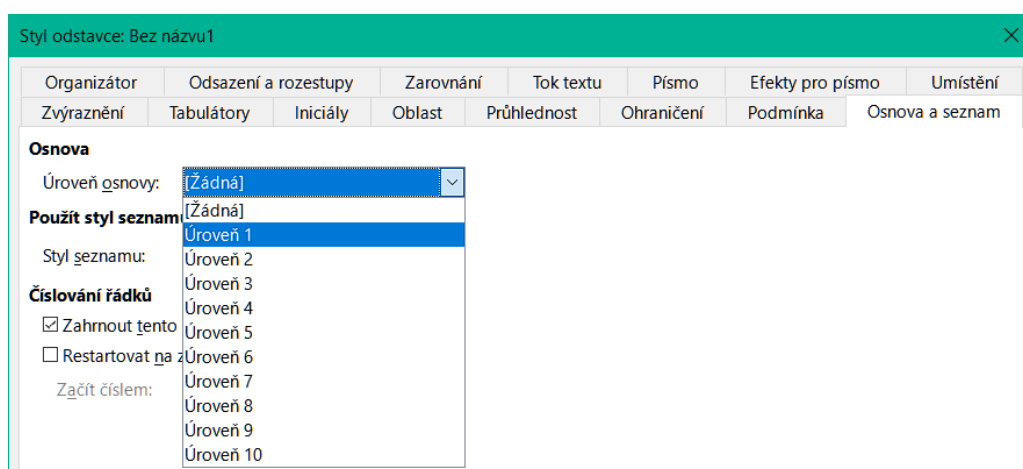 Styl odstavce: Bez názvu1
Organizátor Odsazení a rozestupy Zarovnání Tok textu Písmo Efekty pro písmo Umístění
Zvýraznění Tabulátory Iniciály Oblast Průhlednost Ohraničení Podmínka Osnova a seznam
Osnova
Úroveň osnovy: [Žádná]
[Žádná]
Použít styl seznamu
Úroveň 1
Styl seznamu: Úroveň 2
Úroveň 3
Číslování řádků
Úroveň 4
Zahrnout tento Úroveň 5
Restartovat na z Úroveň 6
Úroveň 7
Začít číslem:
Úroveň 8
Úroveň 9
Úroveň 10